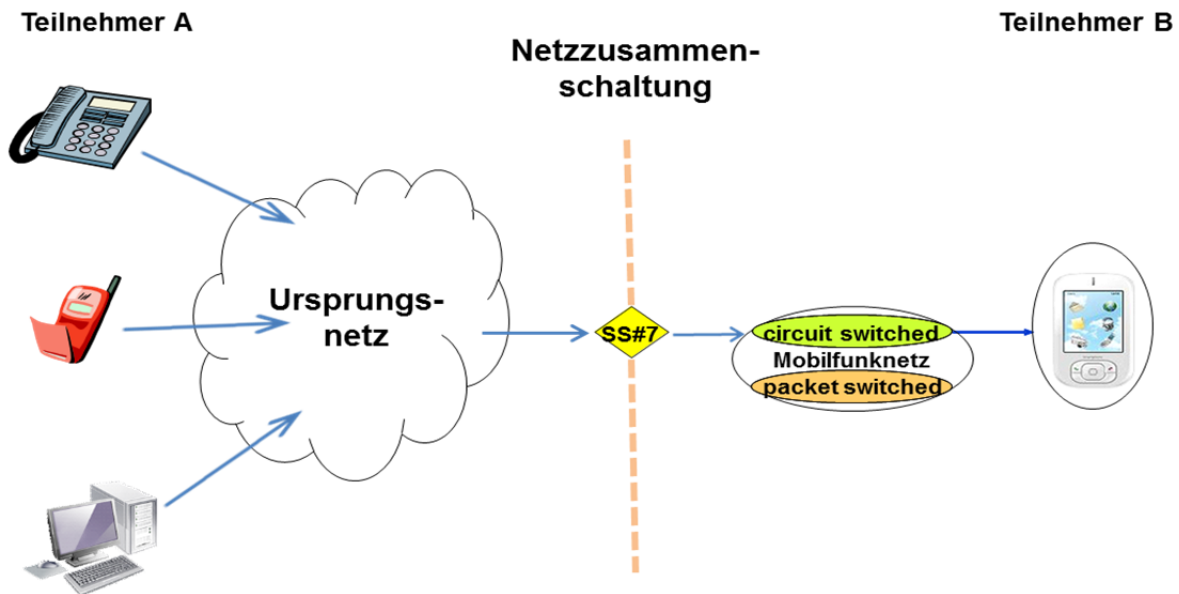 Teilnehmer A
Teilnehmer B
Netzzusammen-
schaltung
Ursprungs-
netz
SS#7
circuit switched
Mobilfunknetz
packet switched